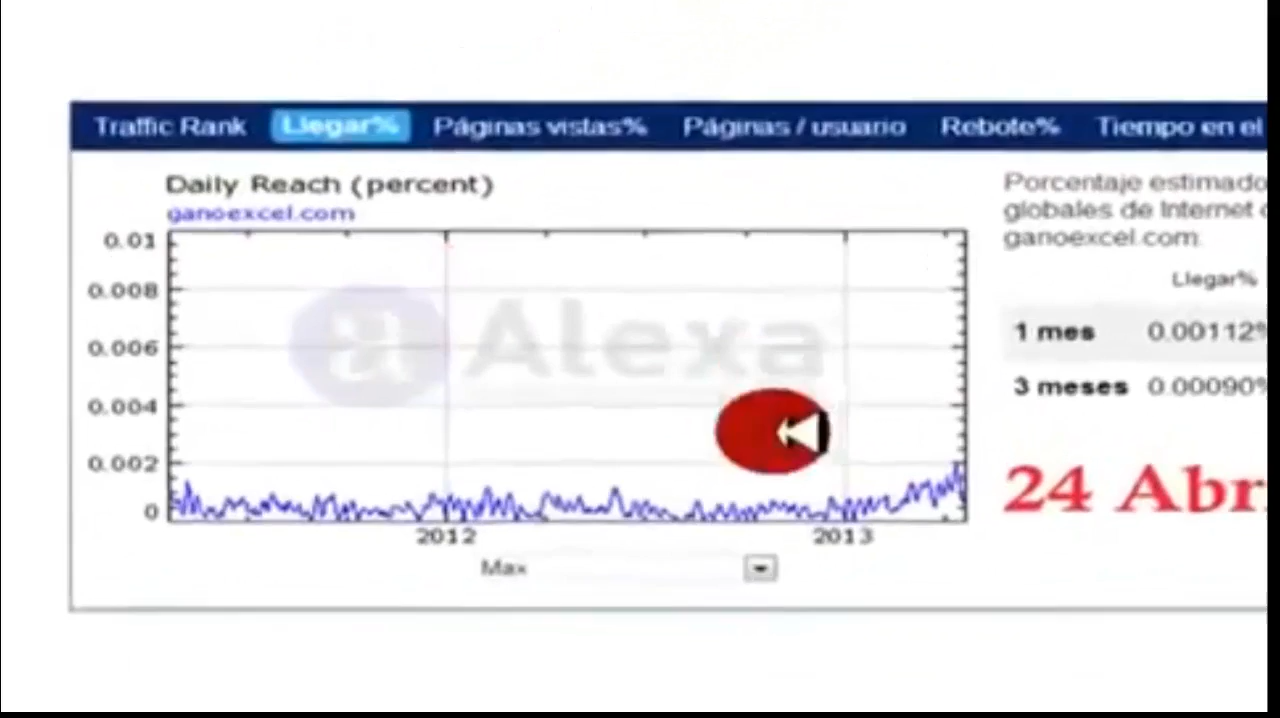 Traffic Rank Llegar% Páginas vistas% Páginas / usuario Rebote% Tiempo en el
Daily Reach (percent)
ganoexcel.com
0.01
0.008
0.006
0.004
0.002
0
2012 2013
Max
a Alexa
Porcentaje estimado
globales de Internet
ganoexcel.com.
Llegar%
1 mes 0.00112%
3 meses 0.00090%
24 Abr